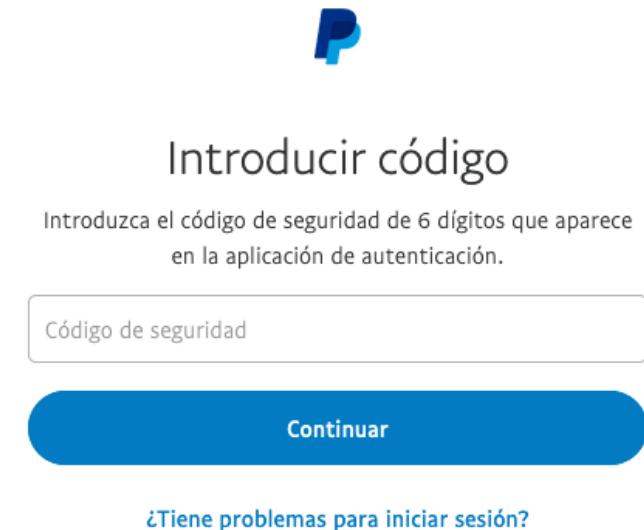 Introducir código
Introduzca el código de seguridad de 6 dígitos que aparece
en la aplicación de autenticación.
Código de seguridad
Continuar
¿Tiene problemas para iniciar sesión?